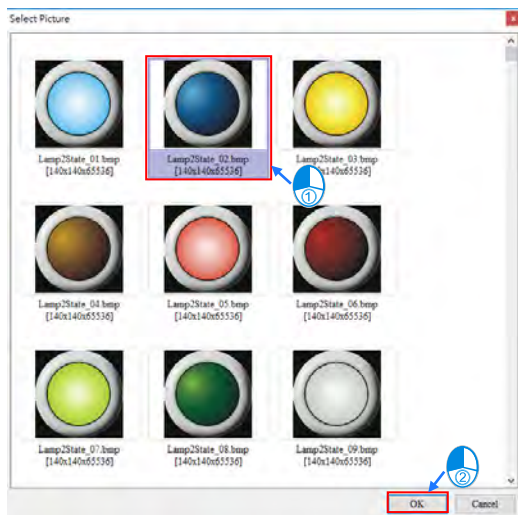 Select Picture
Lamp2State_01.bmp
[140x140x65536]
Lamp2State_02.bmp
[140x140x65536]
Lamp2State_03.bmp
[140x140x65536]
①
Lamp2State_04.bmp
[140x140x65536]
Lamp2State_05.bmp
[140x140x65536]
Lamp2State_06.bmp
[140x140x65536]
Lamp2State_07.bmp
[140x140x65536]
Lamp2State_08.bmp
[140x140x65536]
Lamp2State_09.bmp
[140x140x65536]
②
OK
Cancel